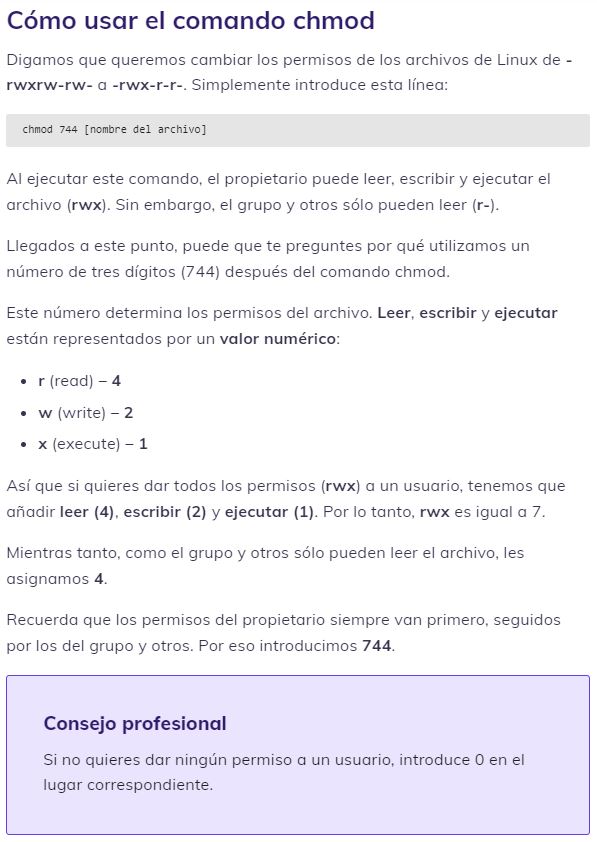 Cómo usar el comando chmod
Digamos que queremos cambiar los permisos de los archivos de Linux de -
rwxrw-rw- a -rwx-r-r-. Simplemente introduce esta línea:
chmod 744 [nombre del archivo]
Al ejecutar este comando, el propietario puede leer, escribir y ejecutar el
archivo (rwx). Sin embargo, el grupo y otros sólo pueden leer (r-).
Llegados a este punto, puede que te preguntes por qué utilizamos un
número de tres dígitos (744) después del comando chmod.
Este número determina los permisos del archivo. Leer, escribir y ejecutar
están representados por un valor numérico:
• r (read) – 4
• w (write) – 2
• x (execute) – 1
Así que si quieres dar todos los permisos (rwx) a un usuario, tenemos que
añadir leer (4), escribir (2) y ejecutar (1). Por lo tanto, rwx es igual a 7.
Mientras tanto, como el grupo y otros sólo pueden leer el archivo, les
asignamos 4.
Recuerda que los permisos del propietario siempre van primero, seguidos
por los del grupo y otros. Por eso introducimos 744.
Consejo profesional
Si no quieres dar ningún permiso a un usuario, introduce 0 en el
lugar correspondiente.